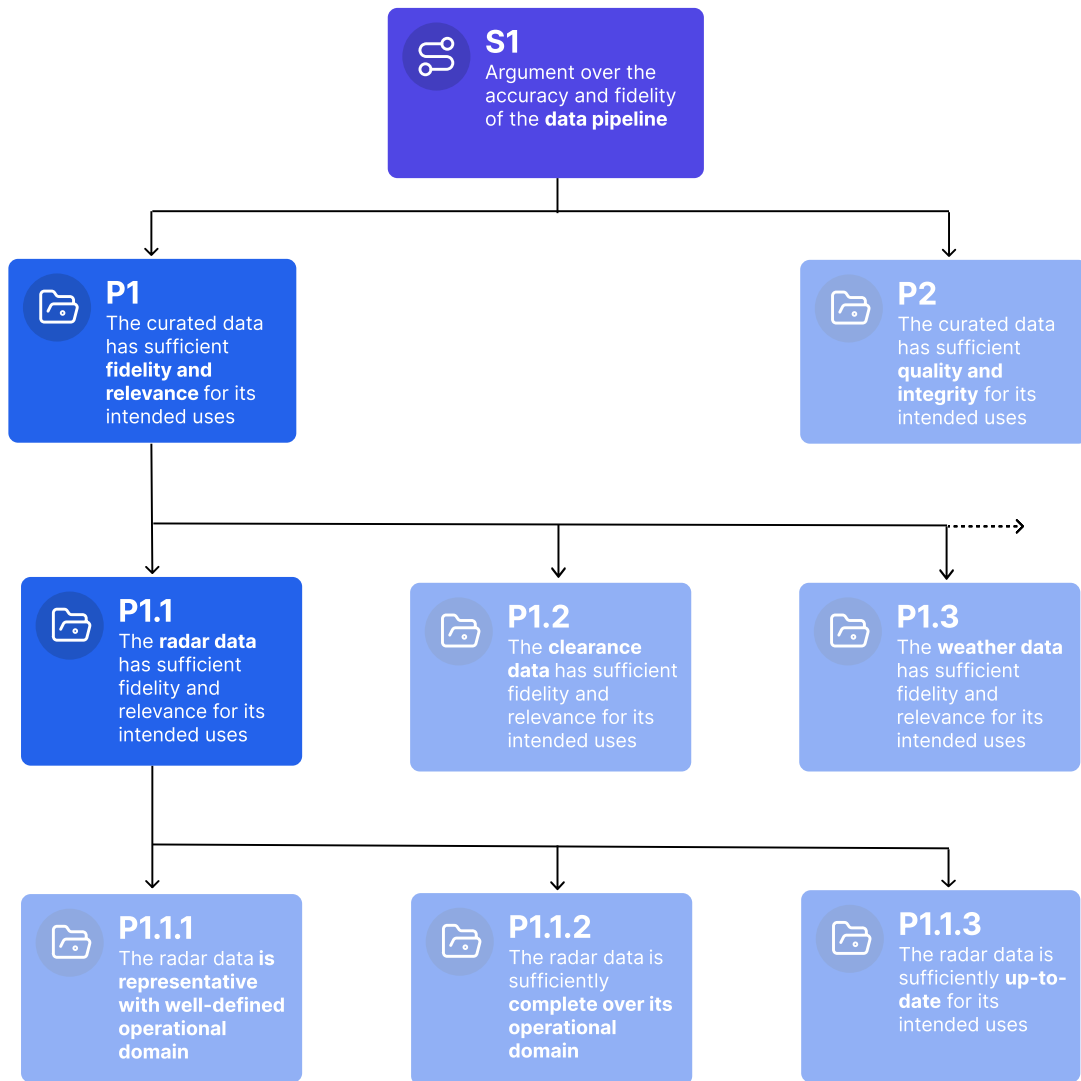 S1
Argument over the
accuracy and fidelity
of the data pipeline
P1
The curated data
has sufficient
fidelity and
relevance for its
intended uses
P2
The curated data
has sufficient
quality and
integrity for its
intended uses
P1.1
The radar data
has sufficient
fidelity and
relevance for its
intended uses
P1.2
The clearance
data has sufficient
fidelity and
relevance for its
intended uses
P1.3
The weather data
has sufficient
fidelity and
relevance for its
intended uses
P1.1.1
The radar data is
representative
with well-defined
operational
domain
P1.1.2
The radar data is
sufficiently
complete over its
operational
domain
P1.1.3
The radar data is
sufficiently up-to-
date for its
intended uses